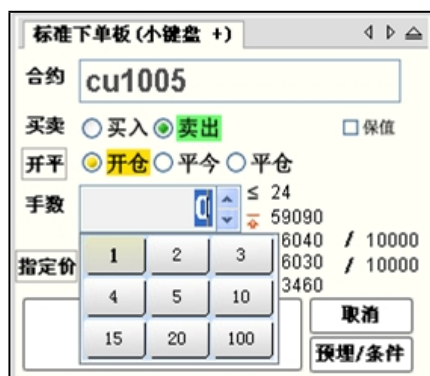 标准下单板(小键盘 +)
合约 cu1005
买卖 买入 卖出 保值
开平 开仓 平今 平仓
手数 0 ≤ 24
59090
6040 / 10000
指定价 6030 / 10000
3460
1 2 3
4 5 10
15 20 100
取消
预埋/条件